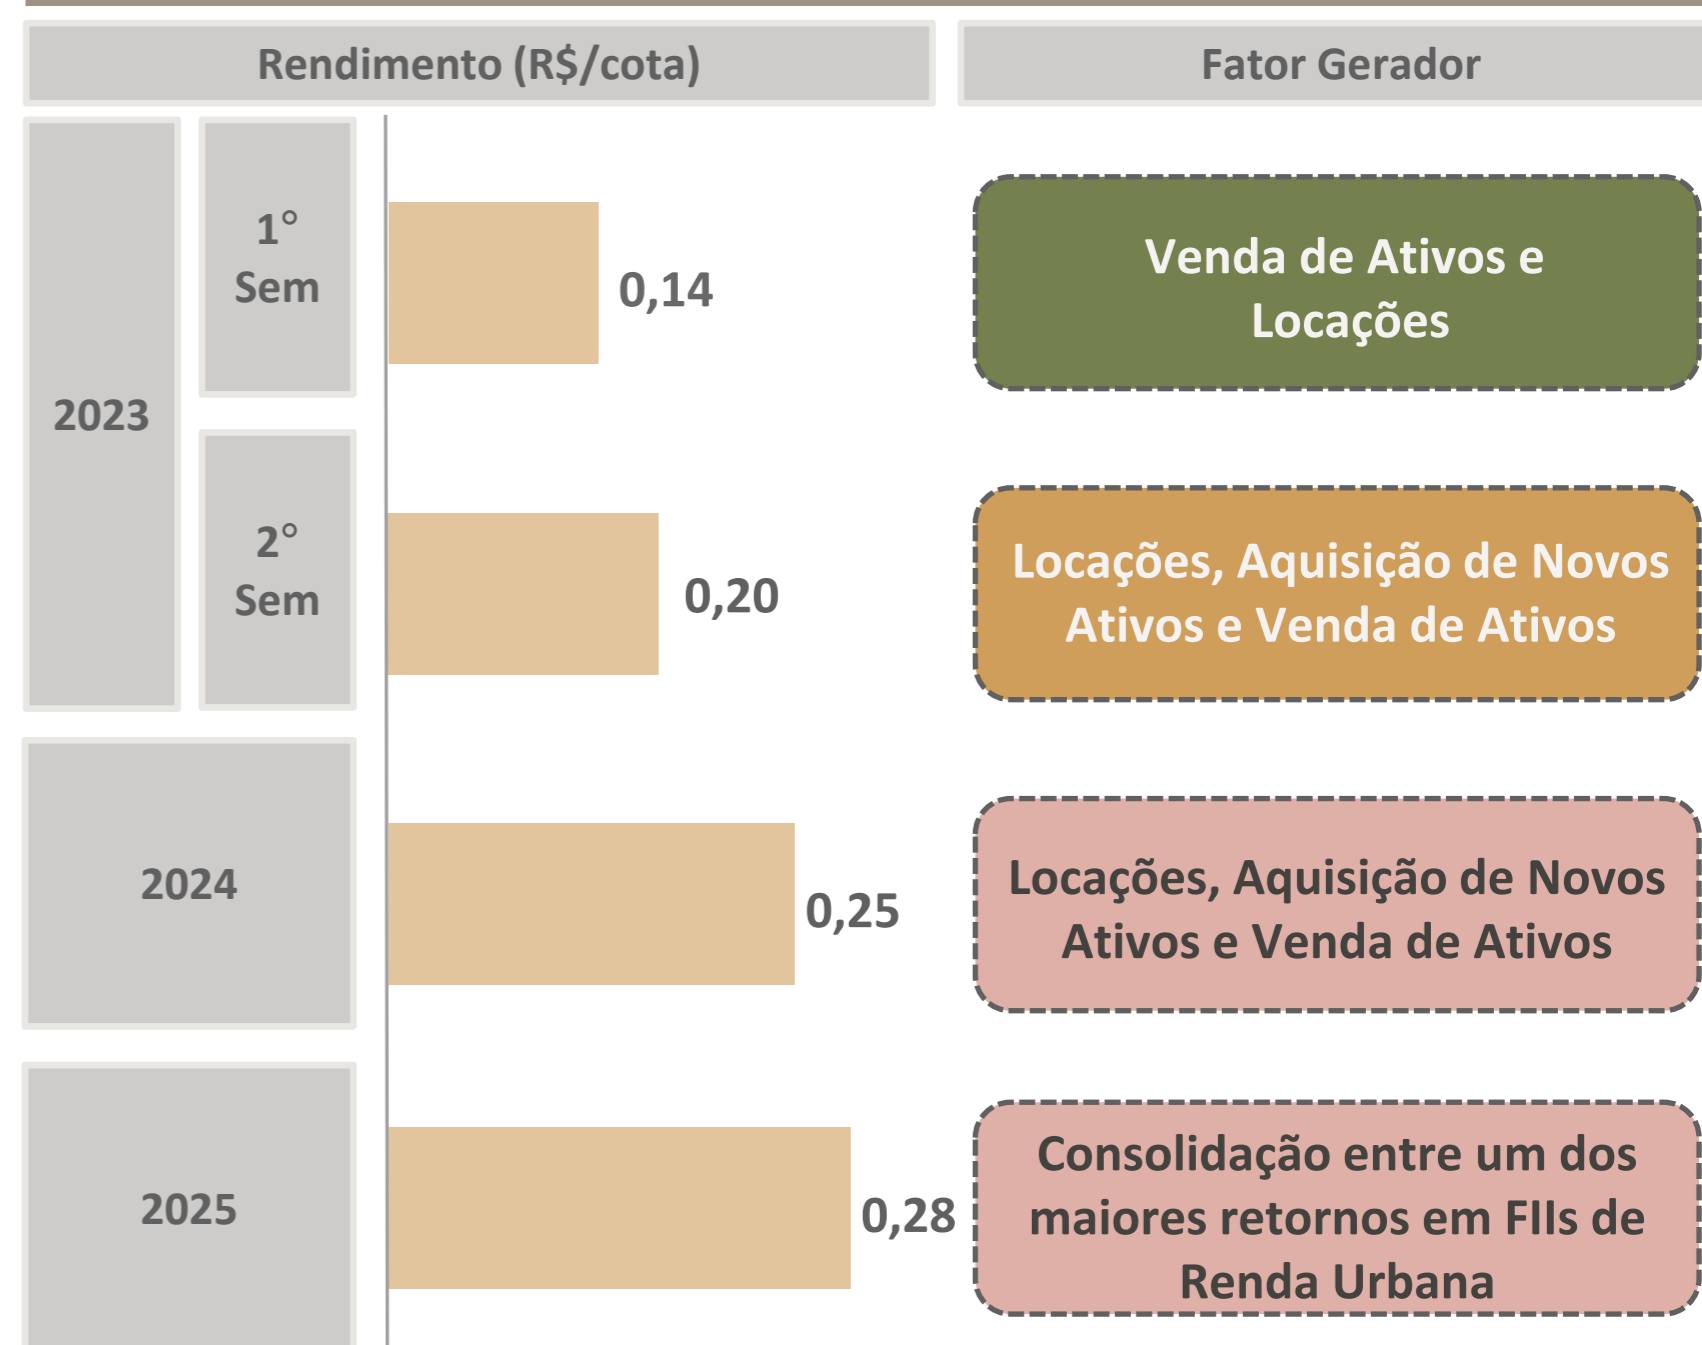 Rendimento (R$/cota)
Fator Gerador
2023
1°
Sem
0,14
Venda de Ativos e
Locações
2°
Sem
0,20
Locações, Aquisição de Novos
Ativos e Venda de Ativos
2024
0,25
Locações, Aquisição de Novos
Ativos e Venda de Ativos
2025
0,28
Consolidação entre um dos
maiores retornos em FIIs de
Renda Urbana